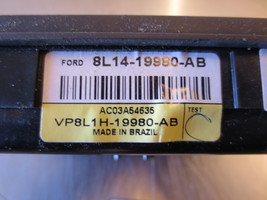 FORD 8L14-19980-AB
AC03A54635
TEST
VP8L1H-19980-AB
MADE IN BRAZIL